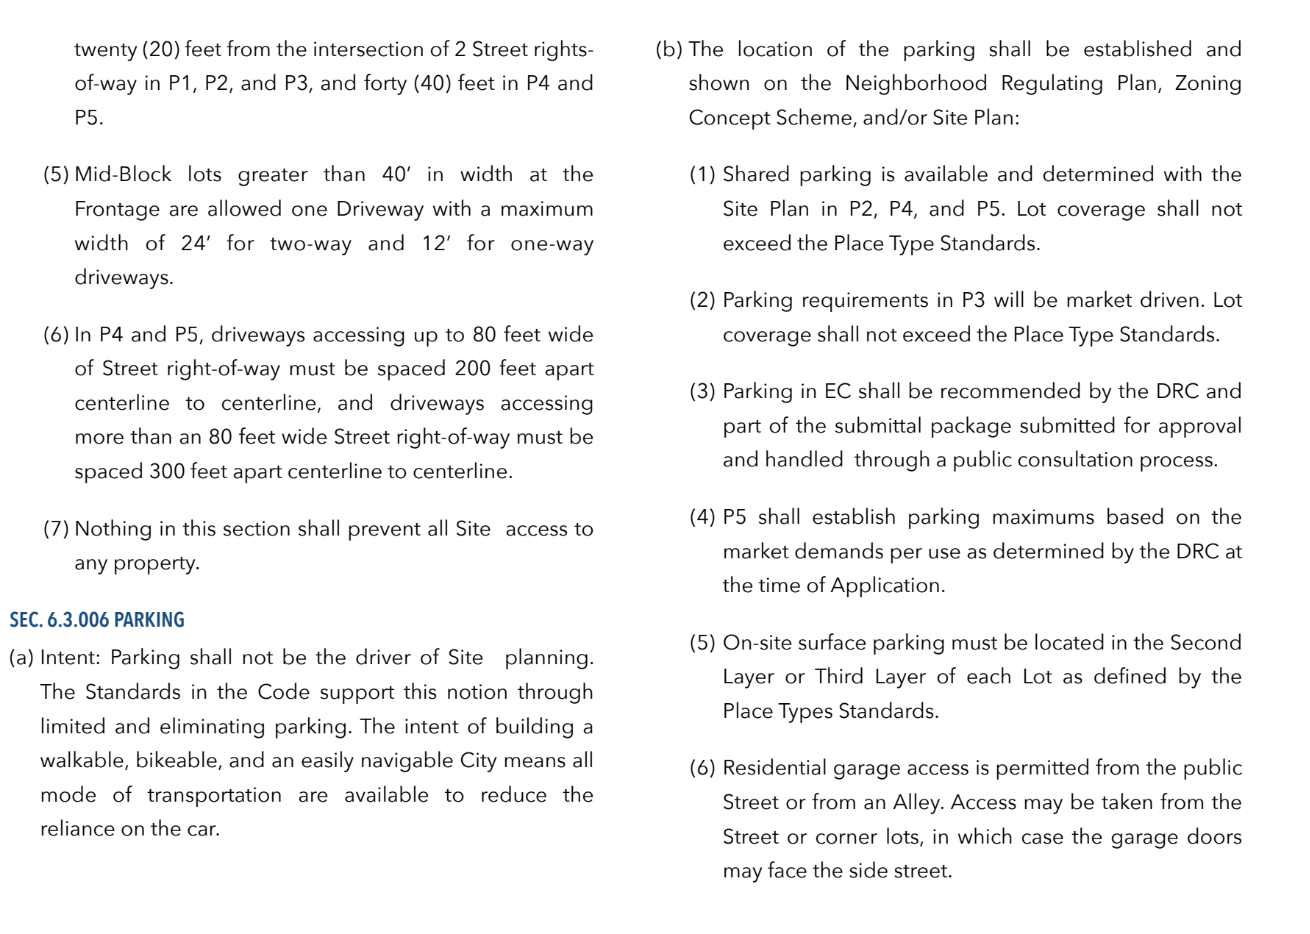 twenty (20) feet from the intersection of 2 Street rights-
of-way in P1, P2, and P3, and forty (40) feet in P4 and
P5.
(5) Mid-Block lots greater than 40’ in width at the
Frontage are allowed one Driveway with a maximum
width of 24’ for two-way and 12’ for one-way
driveways.
(6) In P4 and P5, driveways accessing up to 80 feet wide
of Street right-of-way must be spaced 200 feet apart
centerline to centerline, and driveways accessing
more than an 80 feet wide Street right-of-way must be
spaced 300 feet apart centerline to centerline.
(7) Nothing in this section shall prevent all Site access to
any property.
SEC. 6.3.006 PARKING
(a) Intent: Parking shall not be the driver of Site planning.
The Standards in the Code support this notion through
limited and eliminating parking. The intent of building a
walkable, bikeable, and an easily navigable City means all
mode of transportation are available to reduce the
reliance on the car.
(b) The location of the parking shall be established and
shown on the Neighborhood Regulating Plan, Zoning
Concept Scheme, and/or Site Plan:
(1) Shared parking is available and determined with the
Site Plan in P2, P4, and P5. Lot coverage shall not
exceed the Place Type Standards.
(2) Parking requirements in P3 will be market driven. Lot
coverage shall not exceed the Place Type Standards.
(3) Parking in EC shall be recommended by the DRC and
part of the submittal package submitted for approval
and handled through a public consultation process.
(4) P5 shall establish parking maximums based on the
market demands per use as determined by the DRC at
the time of Application.
(5) On-site surface parking must be located in the Second
Layer or Third Layer of each Lot as defined by the
Place Types Standards.
(6) Residential garage access is permitted from the public
Street or from an Alley. Access may be taken from the
Street or corner lots, in which case the garage doors
may face the side street.